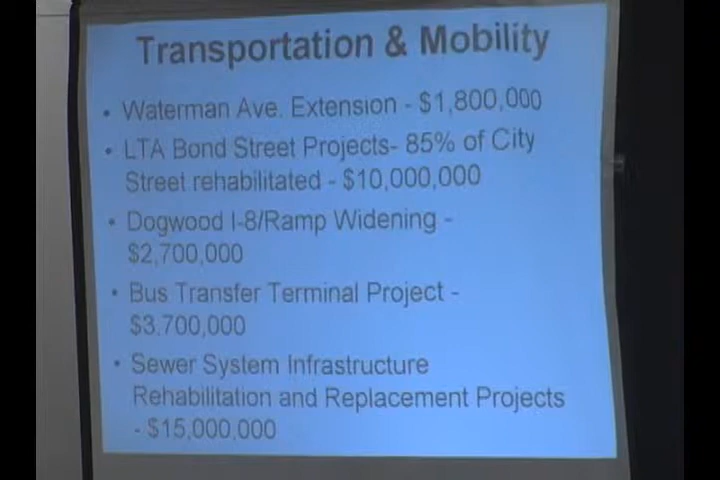 Transportation & Mobility
• Waterman Ave. Extension - $1,800,000
• LTA Bond Street Projects- 85% of City
Street rehabilitated - $10,000,000
• Dogwood I-8/Ramp Widening -
$2,700,000
• Bus Transfer Terminal Project -
$3,700,000
• Sewer System Infrastructure
Rehabilitation and Replacement Projects
- $15,000,000